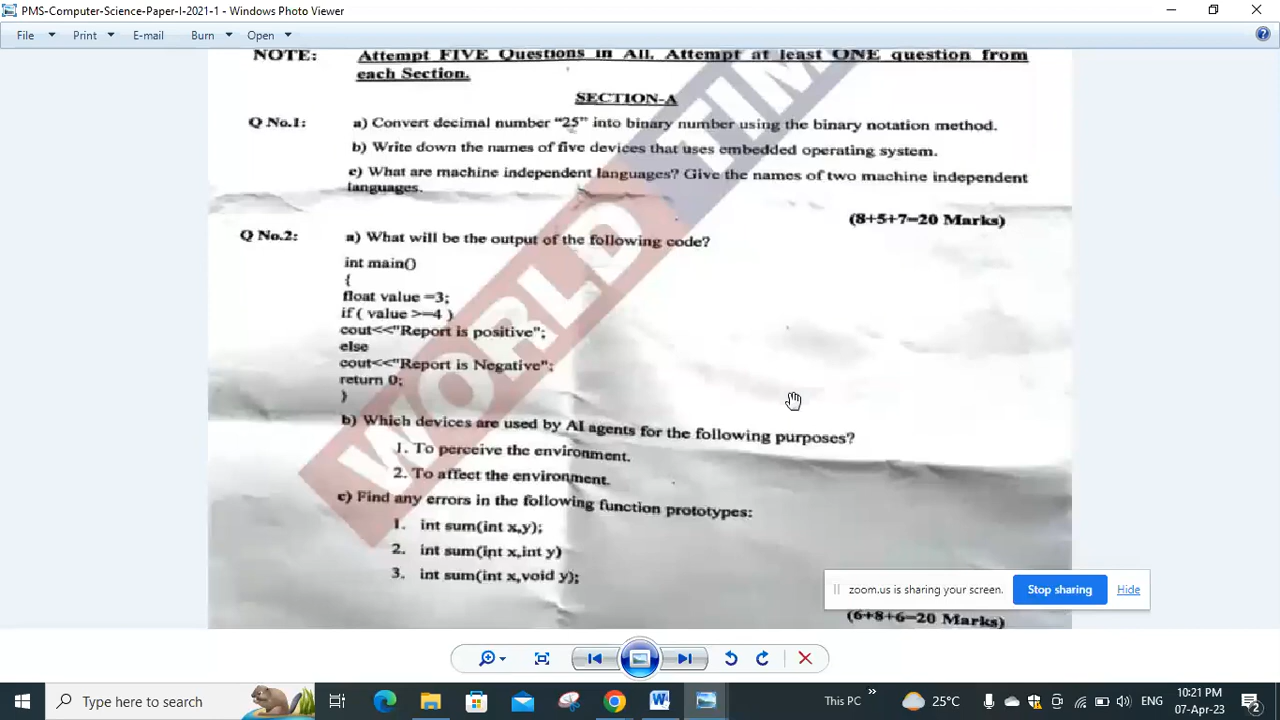 PMS-Computer-Science-Paper-I-2021-1 - Windows Photo Viewer
File Print E-mail Burn Open
NOTE: Attempt FIVE Questions in All. Attempt at least ONE question from
each Section.
SECTION-A
Q No.1: a) Convert decimal number "25" into binary number using the binary notation method.
b) Write down the names of five devices that uses embedded operating system.
c) What are machine independent languages? Give the names of two machine independent
languages.
(8+5+7=20 Marks)
Q No.2: a) What will be the output of the following code?
int main()
{
float value =3;
if ( value >=4 )
cout<<"Report is positive";
else
cout<<"Report is Negative";
return 0;
}
b) Which devices are used by AI agents for the following purposes?
1. To perceive the environment.
2. To affect the environment.
c) Find any errors in the following function prototypes:
1. int sum(int x,y);
2. int sum(int x,int y)
3. int sum(int x,void y);
(6+8+6=20 Marks)
WORLD TIM
zoom.us is sharing your screen. Stop sharing Hide
Type here to search
This PC » 25°C ENG 10:21 PM
07-Apr-23
2